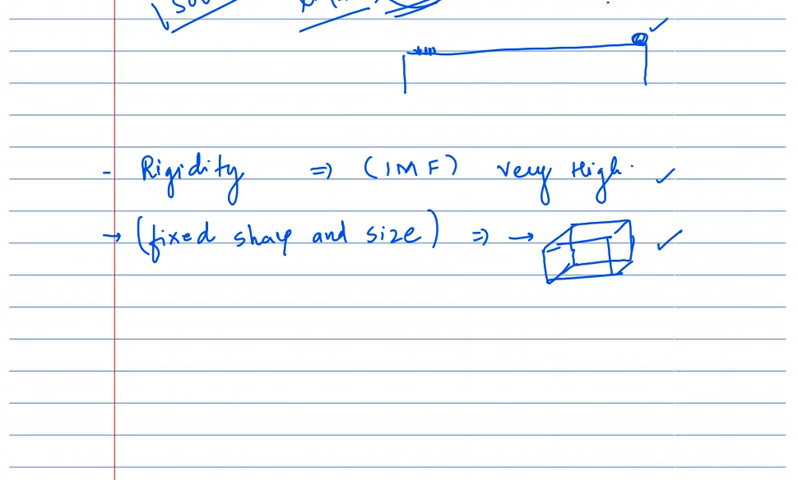 - Rigidity ⇒ (IMF) very High.
→ (fixed shap and size) ⇒ →